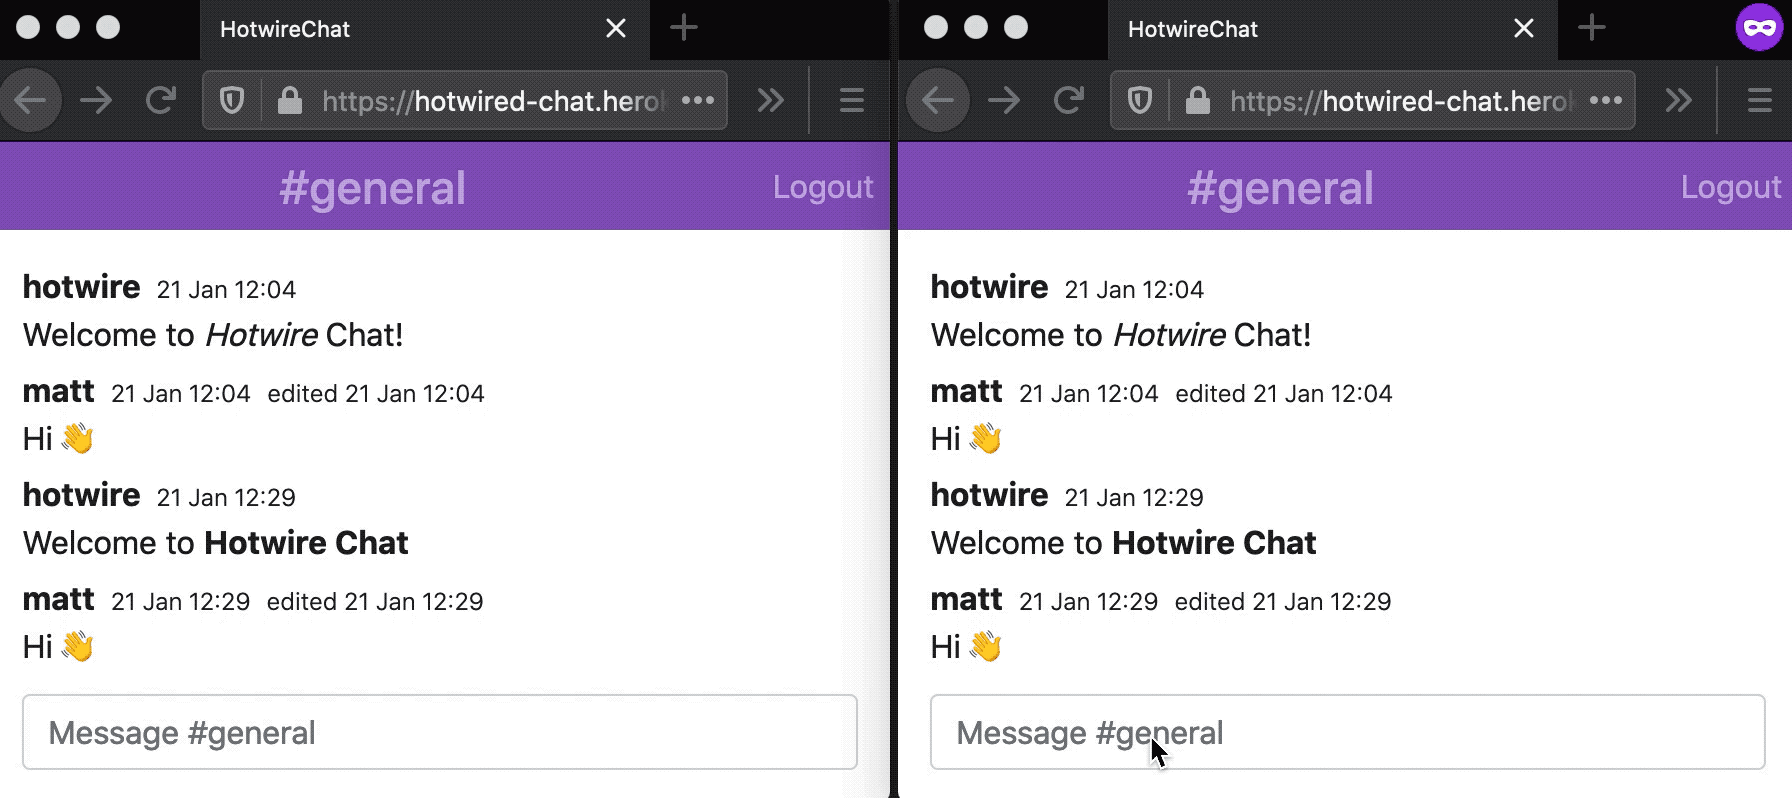 HotwireChat
https://hotwired-chat.herok
#general
Logout
hotwire 21 Jan 12:04
Welcome to Hotwire Chat!
matt 21 Jan 12:04 edited 21 Jan 12:04
Hi 👋
hotwire 21 Jan 12:29
Welcome to Hotwire Chat
matt 21 Jan 12:29 edited 21 Jan 12:29
Hi 👋
Message #general
HotwireChat
https://hotwired-chat.herok
#general
Logout
hotwire 21 Jan 12:04
Welcome to Hotwire Chat!
matt 21 Jan 12:04 edited 21 Jan 12:04
Hi 👋
hotwire 21 Jan 12:29
Welcome to Hotwire Chat
matt 21 Jan 12:29 edited 21 Jan 12:29
Hi 👋
Message #general